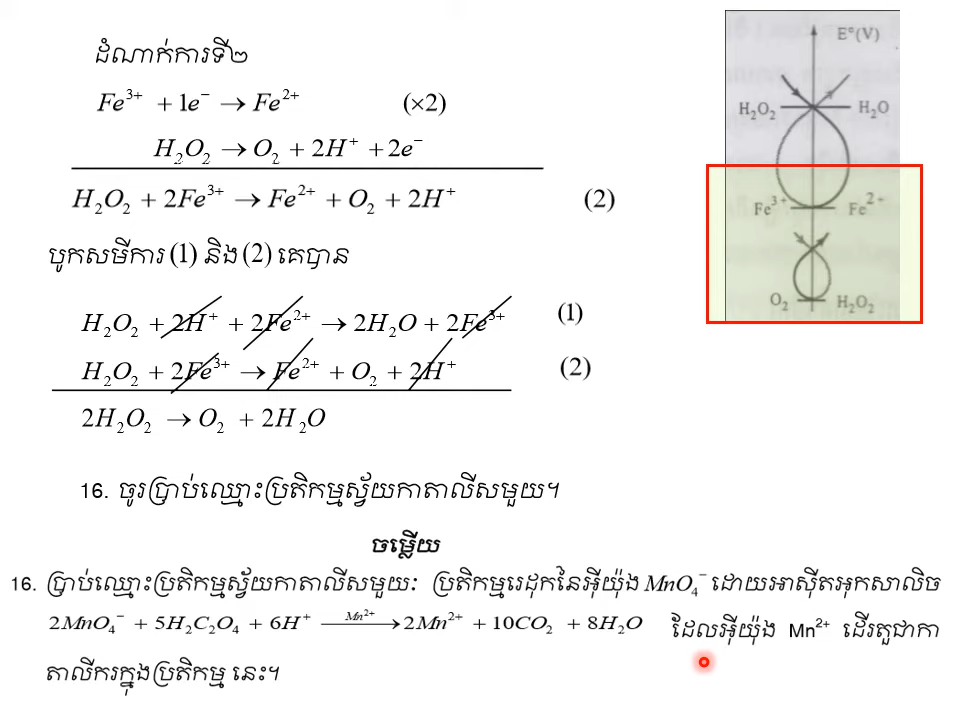 ដំណាក់ការទី២
Fe³⁺ + 1e⁻ → Fe²⁺ (×2)
H₂O₂ → O₂ + 2H⁺ + 2e⁻
H₂O₂ + 2Fe³⁺ → Fe²⁺ + O₂ + 2H⁺ (2)
បូកសមីការ (1) និង (2) គេបាន
H₂O₂ + 2H⁺ + 2Fe²⁺ → 2H₂O + 2Fe³⁺ (1)
H₂O₂ + 2Fe³⁺ → Fe²⁺ + O₂ + 2H⁺ (2)
2H₂O₂ → O₂ + 2H₂O
E°(V)
H₂O₂ H₂O
Fe³⁺ Fe²⁺
O₂ H₂O₂
16. ចូរប្រាប់ឈ្មោះប្រតិកម្មស្វ័យកាតាលីសមួយ។
ចម្លើយ
16. ប្រាប់ឈ្មោះប្រតិកម្មស្វ័យកាតាលីសមួយ: ប្រតិកម្មរេដុកនៃអ៊ីយ៉ុង MnO₄⁻ ដោយអាស៊ីតអុកសាលិច
2MnO₄⁻ + 5H₂C₂O₄ + 6H⁺ —Mn²⁺→ 2Mn²⁺ + 10CO₂ + 8H₂O ដែលអ៊ីយ៉ុង Mn²⁺ ដើរតួជាកា
តាលីករក្នុងប្រតិកម្ម នេះ។